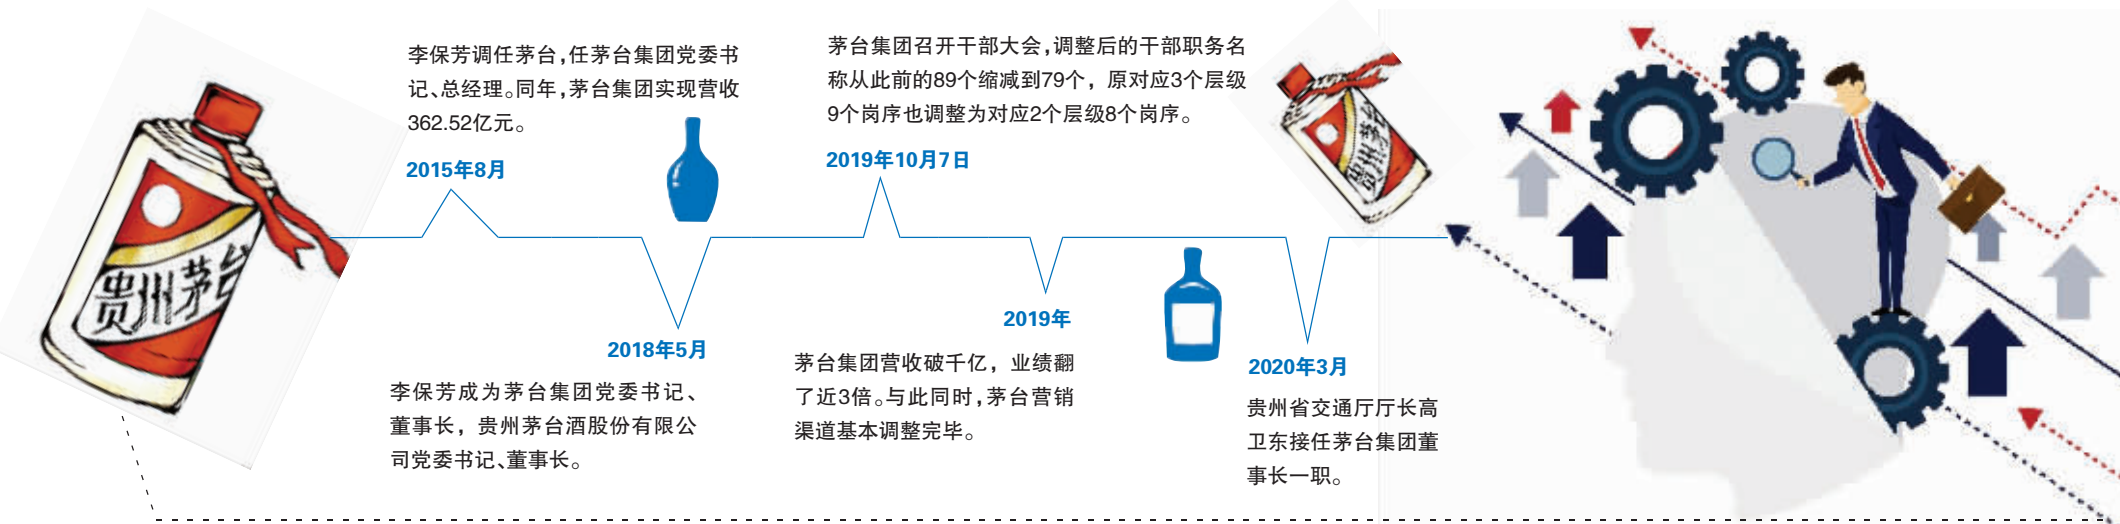 李保芳调任茅台,任茅台集团党委书
记、总经理。同年,茅台集团实现营收
362.52亿元。
2015年8月
2018年5月
李保芳成为茅台集团党委书记、
董事长，贵州茅台酒股份有限公
司党委书记、董事长。
茅台集团召开干部大会,调整后的干部职务名
称从此前的89个缩减到79个，原对应3个层级
9个岗序也调整为对应2个层级8个岗序。
2019年10月7日
2019年
茅台集团营收破千亿，业绩翻
了近3倍。与此同时,茅台营销
渠道基本调整完毕。
2020年3月
贵州省交通厅厅长高
卫东接任茅台集团董
事长一职。
贵州茅台
贵州茅台